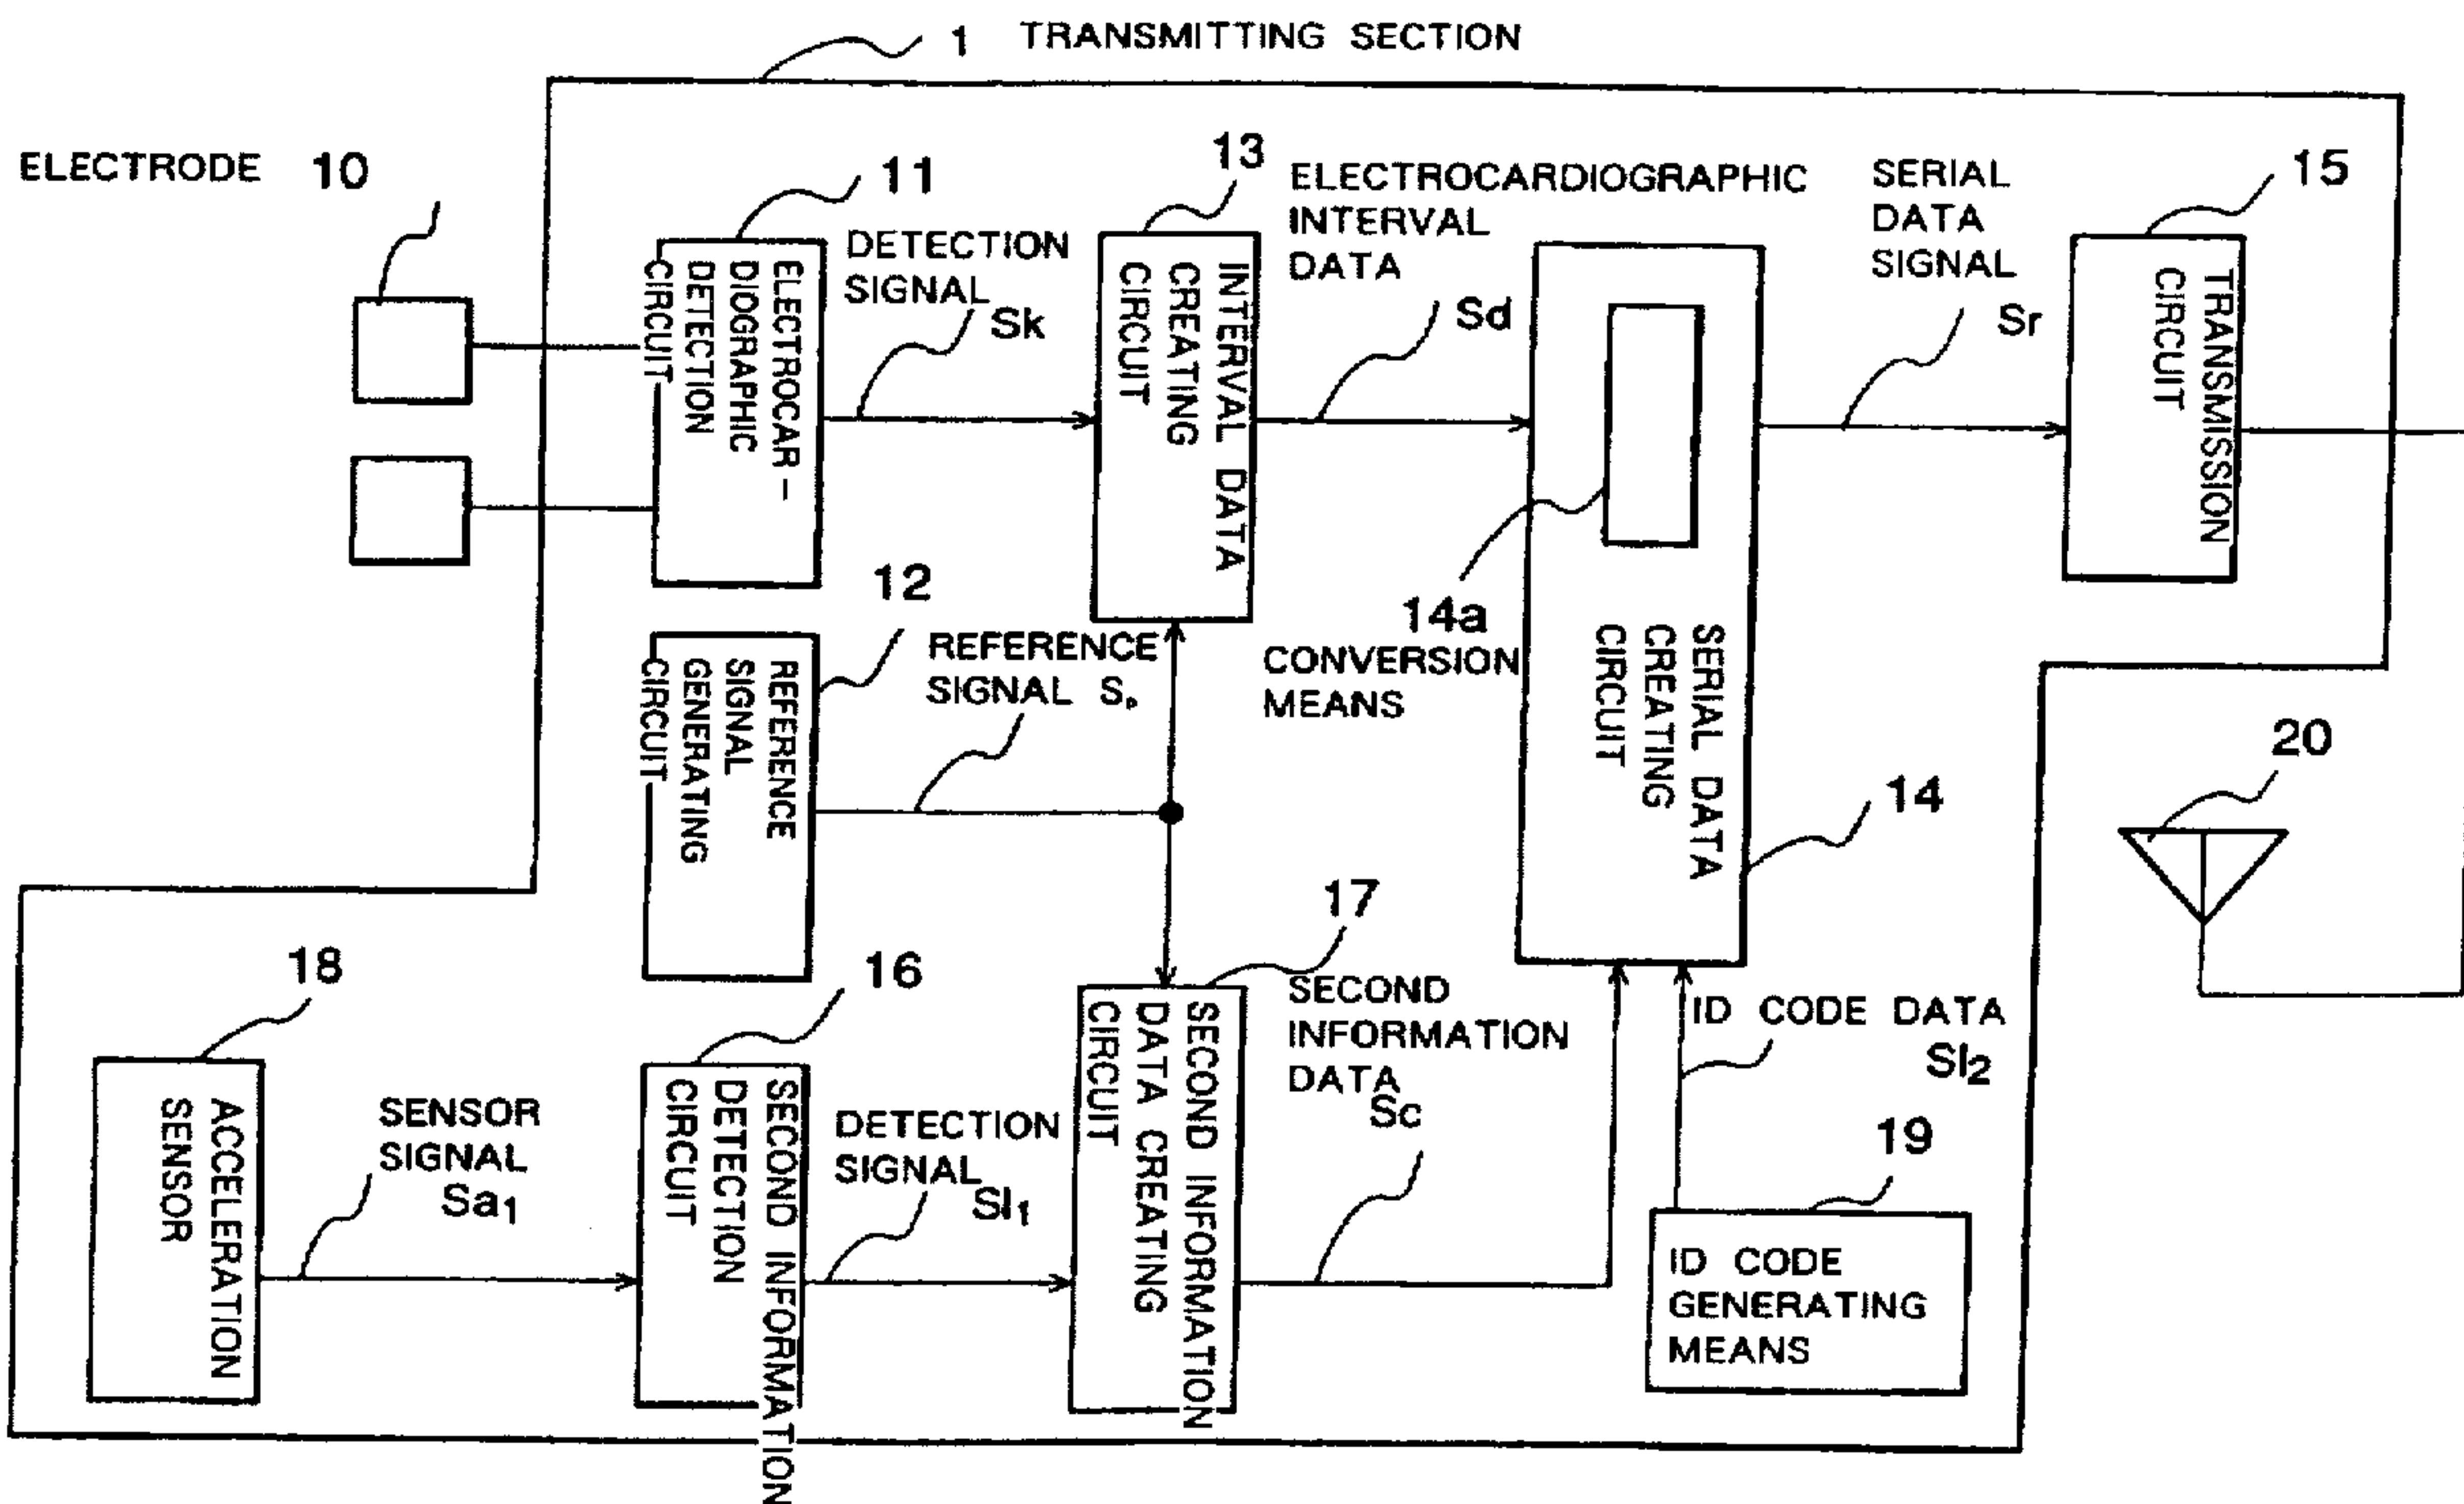 1 TRANSMITTING SECTION
ELECTRODE 10
11
ELECTROCAR-
DIOGRAPHIC
DETECTION
CIRCUIT
DETECTION
SIGNAL
Sk
13
INTERVAL DATA
CREATING
CIRCUIT
ELECTROCARDIOGRAPHIC
INTERVAL
DATA
Sd
SERIAL
DATA
SIGNAL
Sr
15
TRANSMISSION
CIRCUIT
12
REFERENCE
SIGNAL
GENERATING
CIRCUIT
REFERENCE
SIGNAL
14a
CONVERSION
MEANS
SERIAL DATA
CREATING
CIRCUIT
14
20
18
ACCELERATION
SENSOR
SENSOR
SIGNAL
Sa1
16
SECOND INFORMATION
DETECTION
CIRCUIT
DETECTION
SIGNAL
SI1
17
SECOND INFORMATION
DATA CREATING
CIRCUIT
SECOND
INFORMATION
DATA
Sc
ID CODE DATA
SI2
19
ID CODE
GENERATING
MEANS